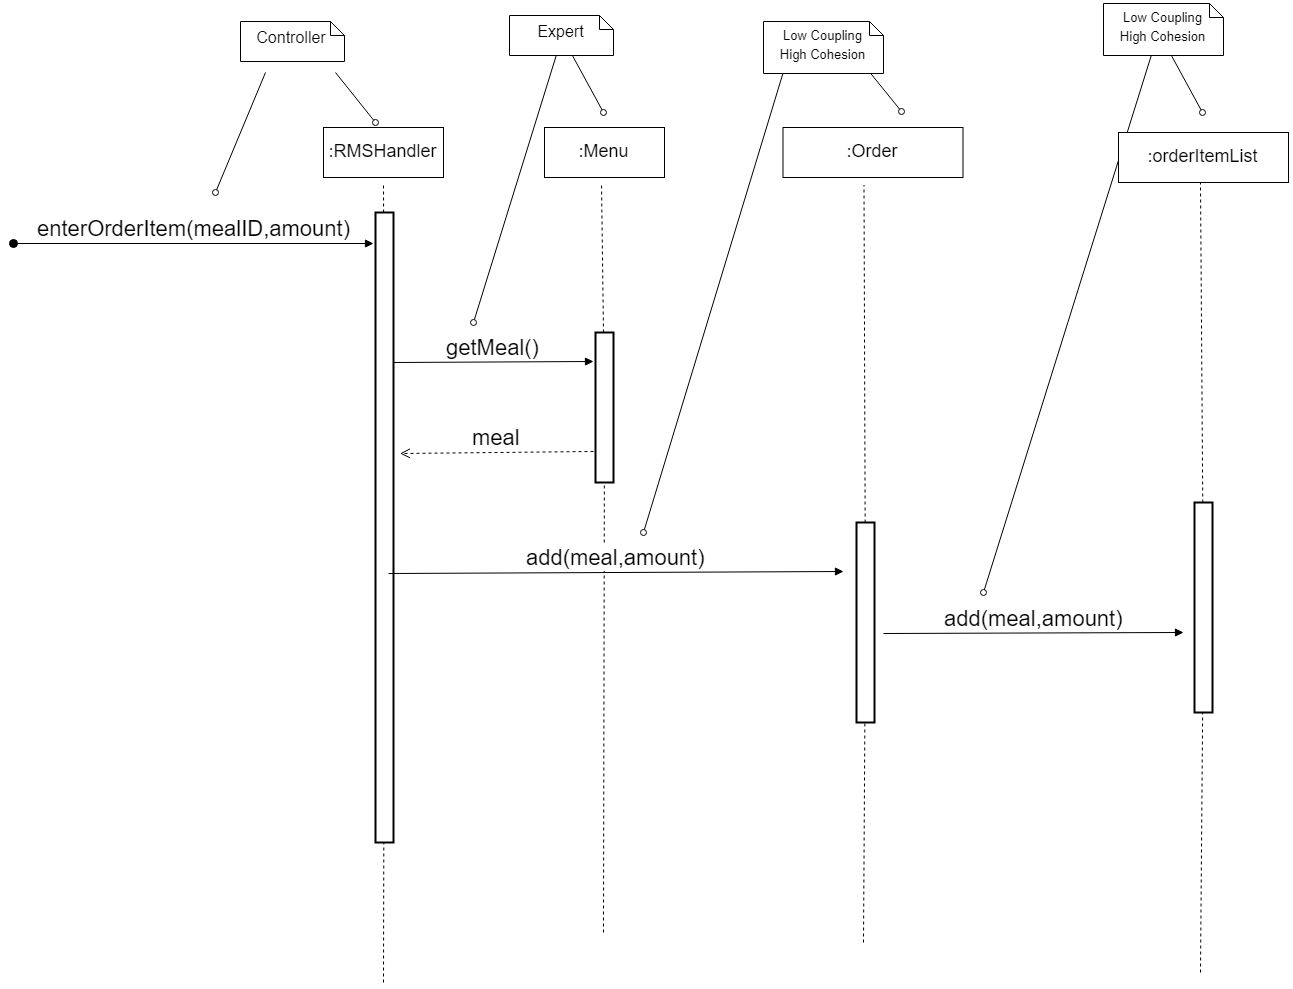 Controller
Expert
Low Coupling
High Cohesion
Low Coupling
High Cohesion
:RMSHandler
:Menu
:Order
:orderItemList
enterOrderItem(mealID,amount)
getMeal()
meal
add(meal,amount)
add(meal,amount)